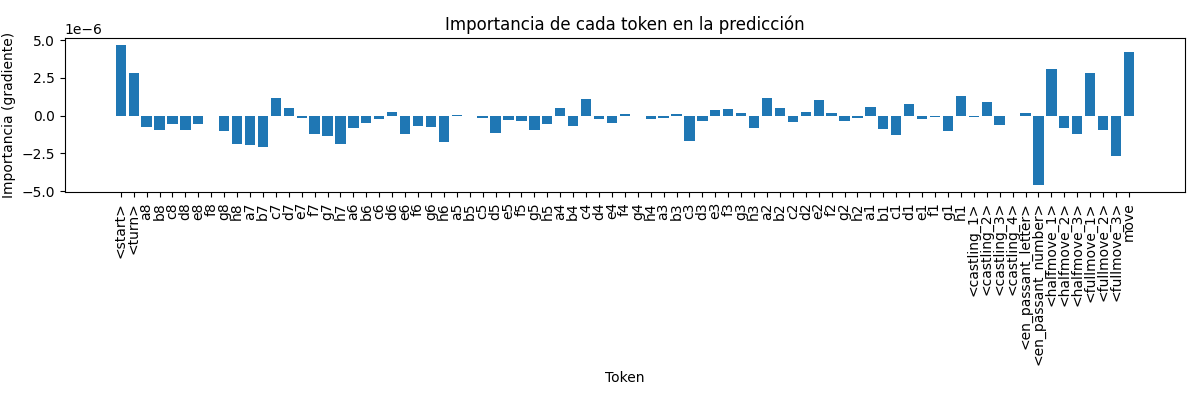 Importancia de cada token en la predicción
1e−6
Importancia (gradiente)
5.0
2.5
0.0
−2.5
−5.0
<start>
<turn>
a8
b8
c8
d8
e8
f8
g8
h8
a7
b7
c7
d7
e7
f7
g7
h7
a6
b6
c6
d6
e6
f6
g6
h6
a5
b5
c5
d5
e5
f5
g5
h5
a4
b4
c4
d4
e4
f4
g4
h4
a3
b3
c3
d3
e3
f3
g3
h3
a2
b2
c2
d2
e2
f2
g2
h2
a1
b1
c1
d1
e1
f1
g1
h1
<castling_1>
<castling_2>
<castling_3>
<castling_4>
<en_passant_letter>
<en_passant_number>
<halfmove_1>
<halfmove_2>
<halfmove_3>
<fullmove_1>
<fullmove_2>
<fullmove_3>
move
Token